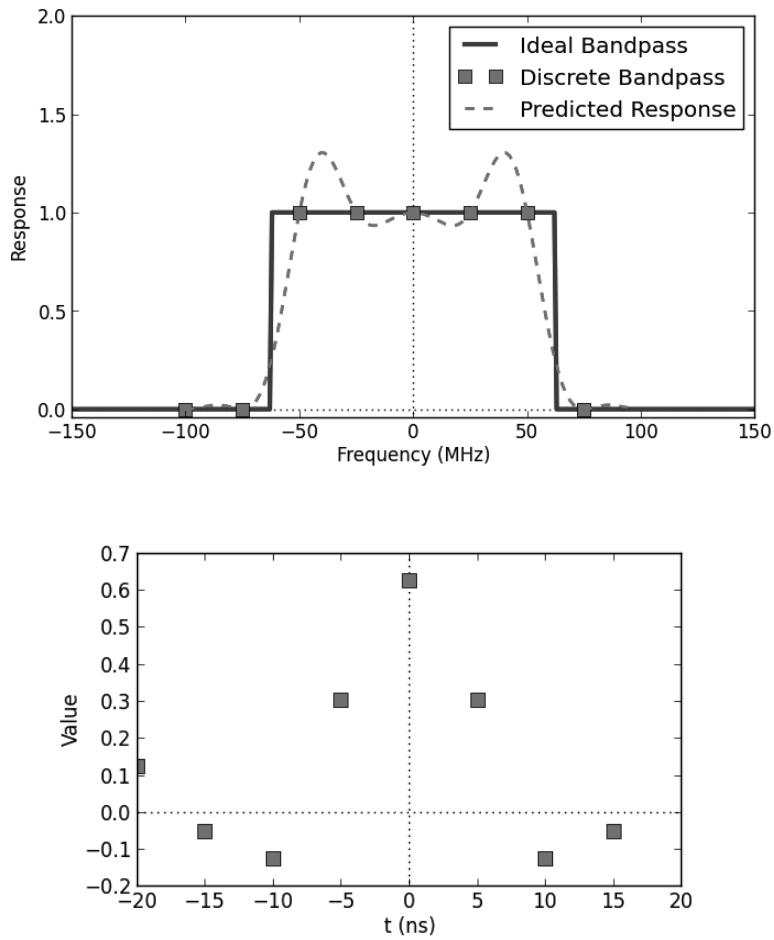 2.0
Ideal Bandpass
Discrete Bandpass
Predicted Response
1.5
1.0
0.5
0.0
Response
−150 −100 −50 0 50 100 150
Frequency (MHz)
0.7
0.6
0.5
0.4
0.3
0.2
0.1
0.0
−0.1
−0.2
Value
−20 −15 −10 −5 0 5 10 15 20
t (ns)